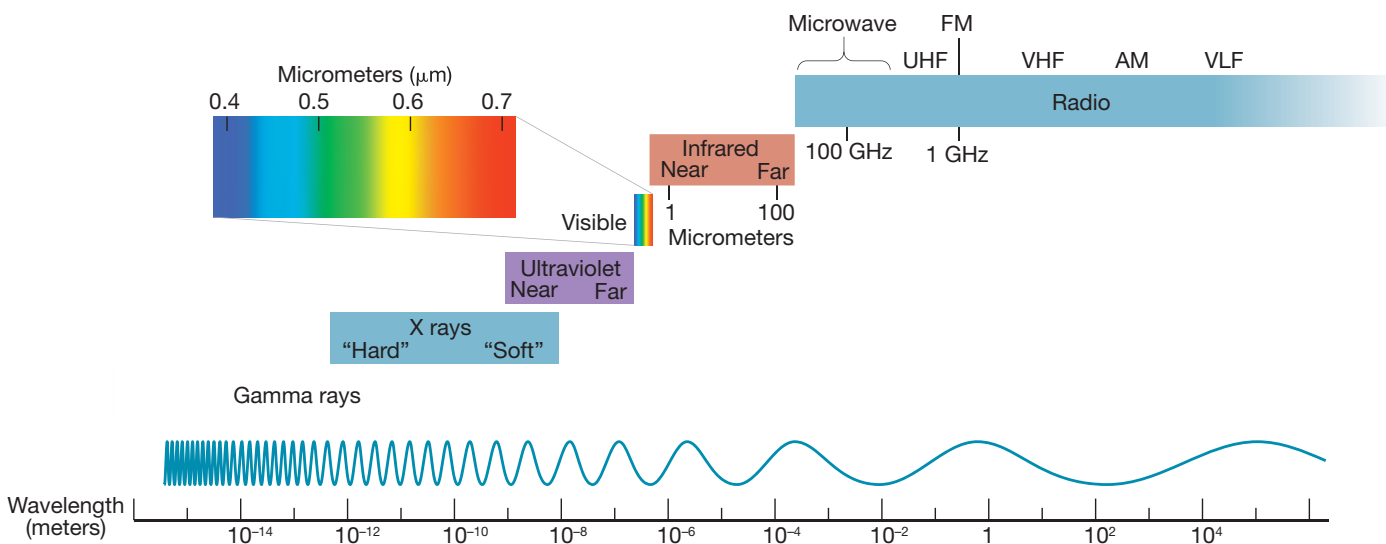 Microwave FM
UHF VHF AM VLF
Micrometers (μm)
0.4 0.5 0.6 0.7
Radio
100 GHz 1 GHz
Infrared
Near Far
1 100
Micrometers
Visible
Ultraviolet
Near Far
X rays
“Hard” “Soft”
Gamma rays
Wavelength
(meters)
10⁻¹⁴ 10⁻¹² 10⁻¹⁰ 10⁻⁸ 10⁻⁶ 10⁻⁴ 10⁻² 1 10² 10⁴